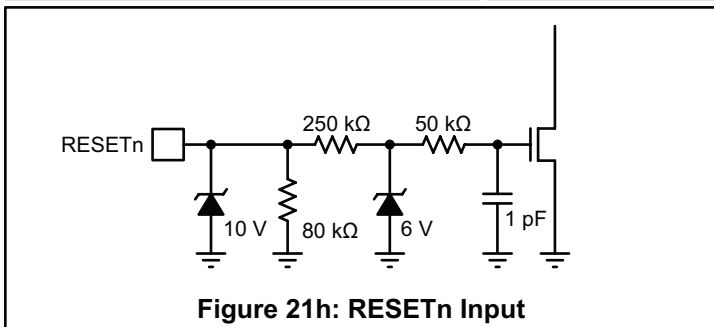 250 kΩ 50 kΩ
RESETn
10 V 80 kΩ 6 V 1 pF
Figure 21h: RESETn Input